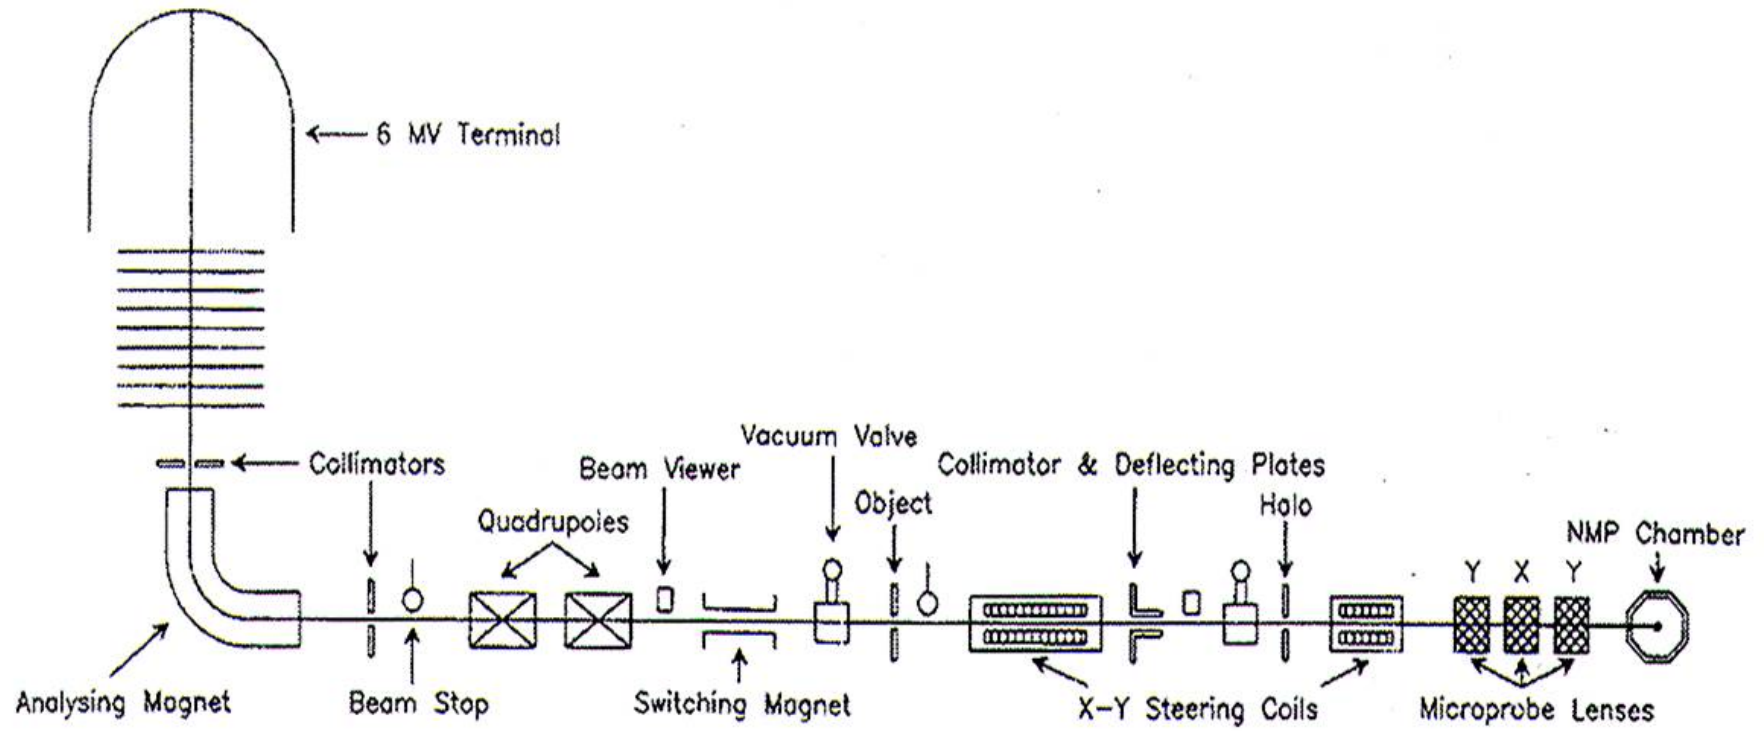 6 MV Terminal
Vacuum Valve
Collimators
Beam Viewer
Collimator & Deflecting Plates
Object
Halo
Quadrupoles
NMP Chamber
Y X Y
Analysing Magnet
Beam Stop
Switching Magnet
X-Y Steering Coils
Microprobe Lenses